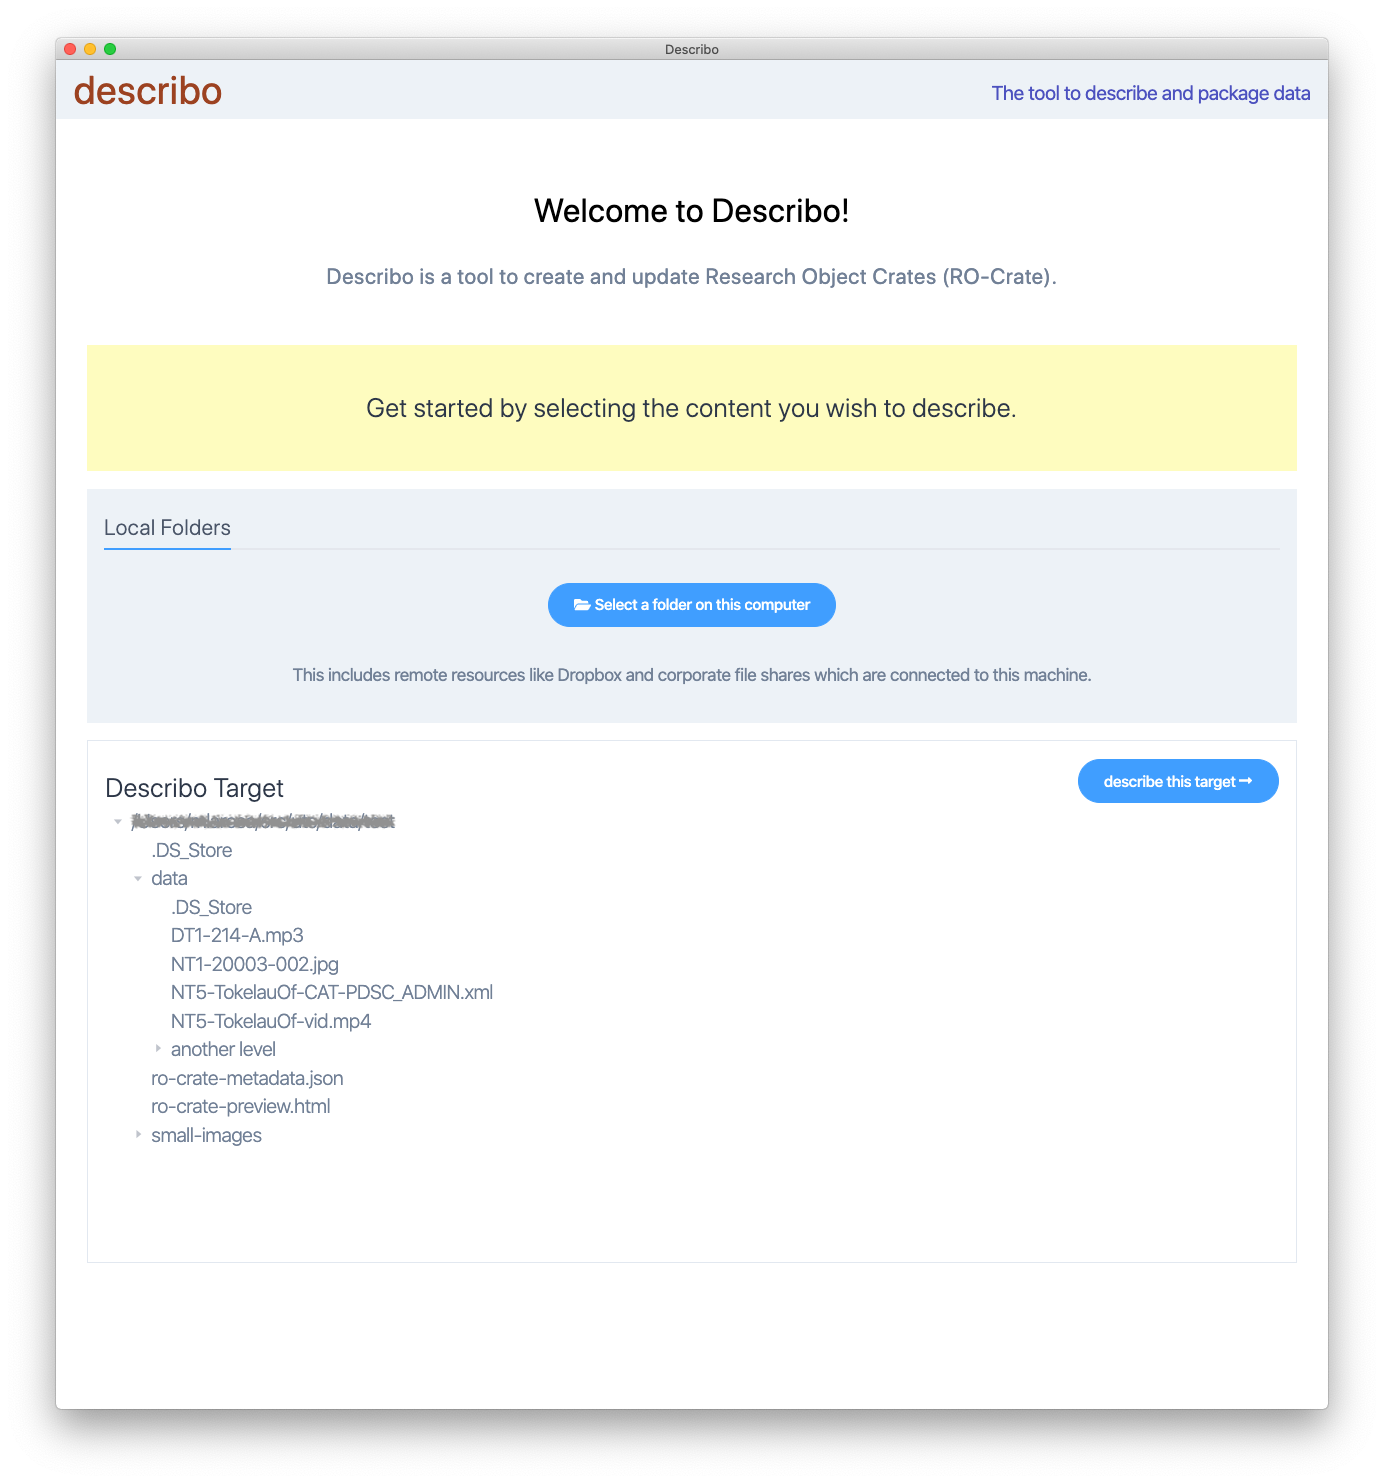 Describo
describo
The tool to describe and package data
Welcome to Describo!
Describo is a tool to create and update Research Object Crates (RO-Crate).
Get started by selecting the content you wish to describe.
Local Folders
Select a folder on this computer
This includes remote resources like Dropbox and corporate file shares which are connected to this machine.
Describo Target
describe this target
.DS_Store
data
.DS_Store
DT1-214-A.mp3
NT1-20003-002.jpg
NT5-TokelauOf-CAT-PDSC_ADMIN.xml
NT5-TokelauOf-vid.mp4
another level
ro-crate-metadata.json
ro-crate-preview.html
small-images